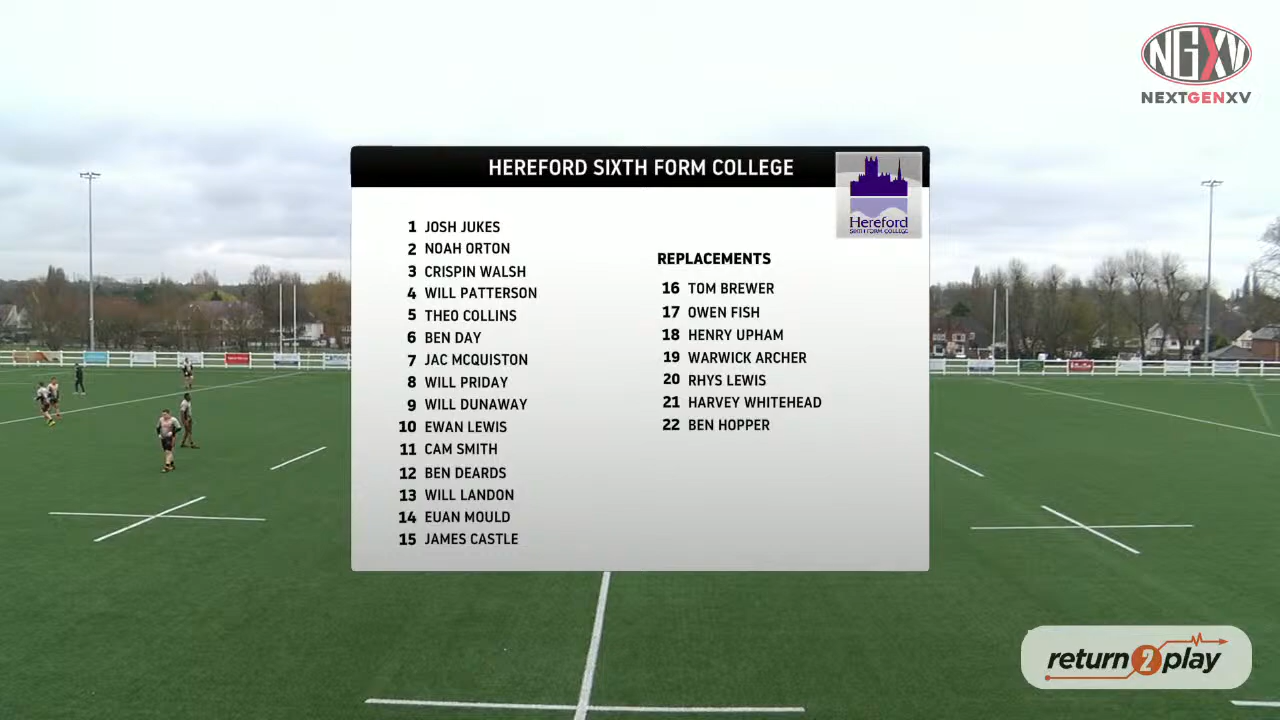 NGXV
NEXTGENXV
HEREFORD SIXTH FORM COLLEGE
Hereford
SIXTH FORM COLLEGE
1 JOSH JUKES
2 NOAH ORTON
3 CRISPIN WALSH
4 WILL PATTERSON
5 THEO COLLINS
6 BEN DAY
7 JAC MCQUISTON
8 WILL PRIDAY
9 WILL DUNAWAY
10 EWAN LEWIS
11 CAM SMITH
12 BEN DEARDS
13 WILL LANDON
14 EUAN MOULD
15 JAMES CASTLE
REPLACEMENTS
16 TOM BREWER
17 OWEN FISH
18 HENRY UPHAM
19 WARWICK ARCHER
20 RHYS LEWIS
21 HARVEY WHITEHEAD
22 BEN HOPPER
return2play